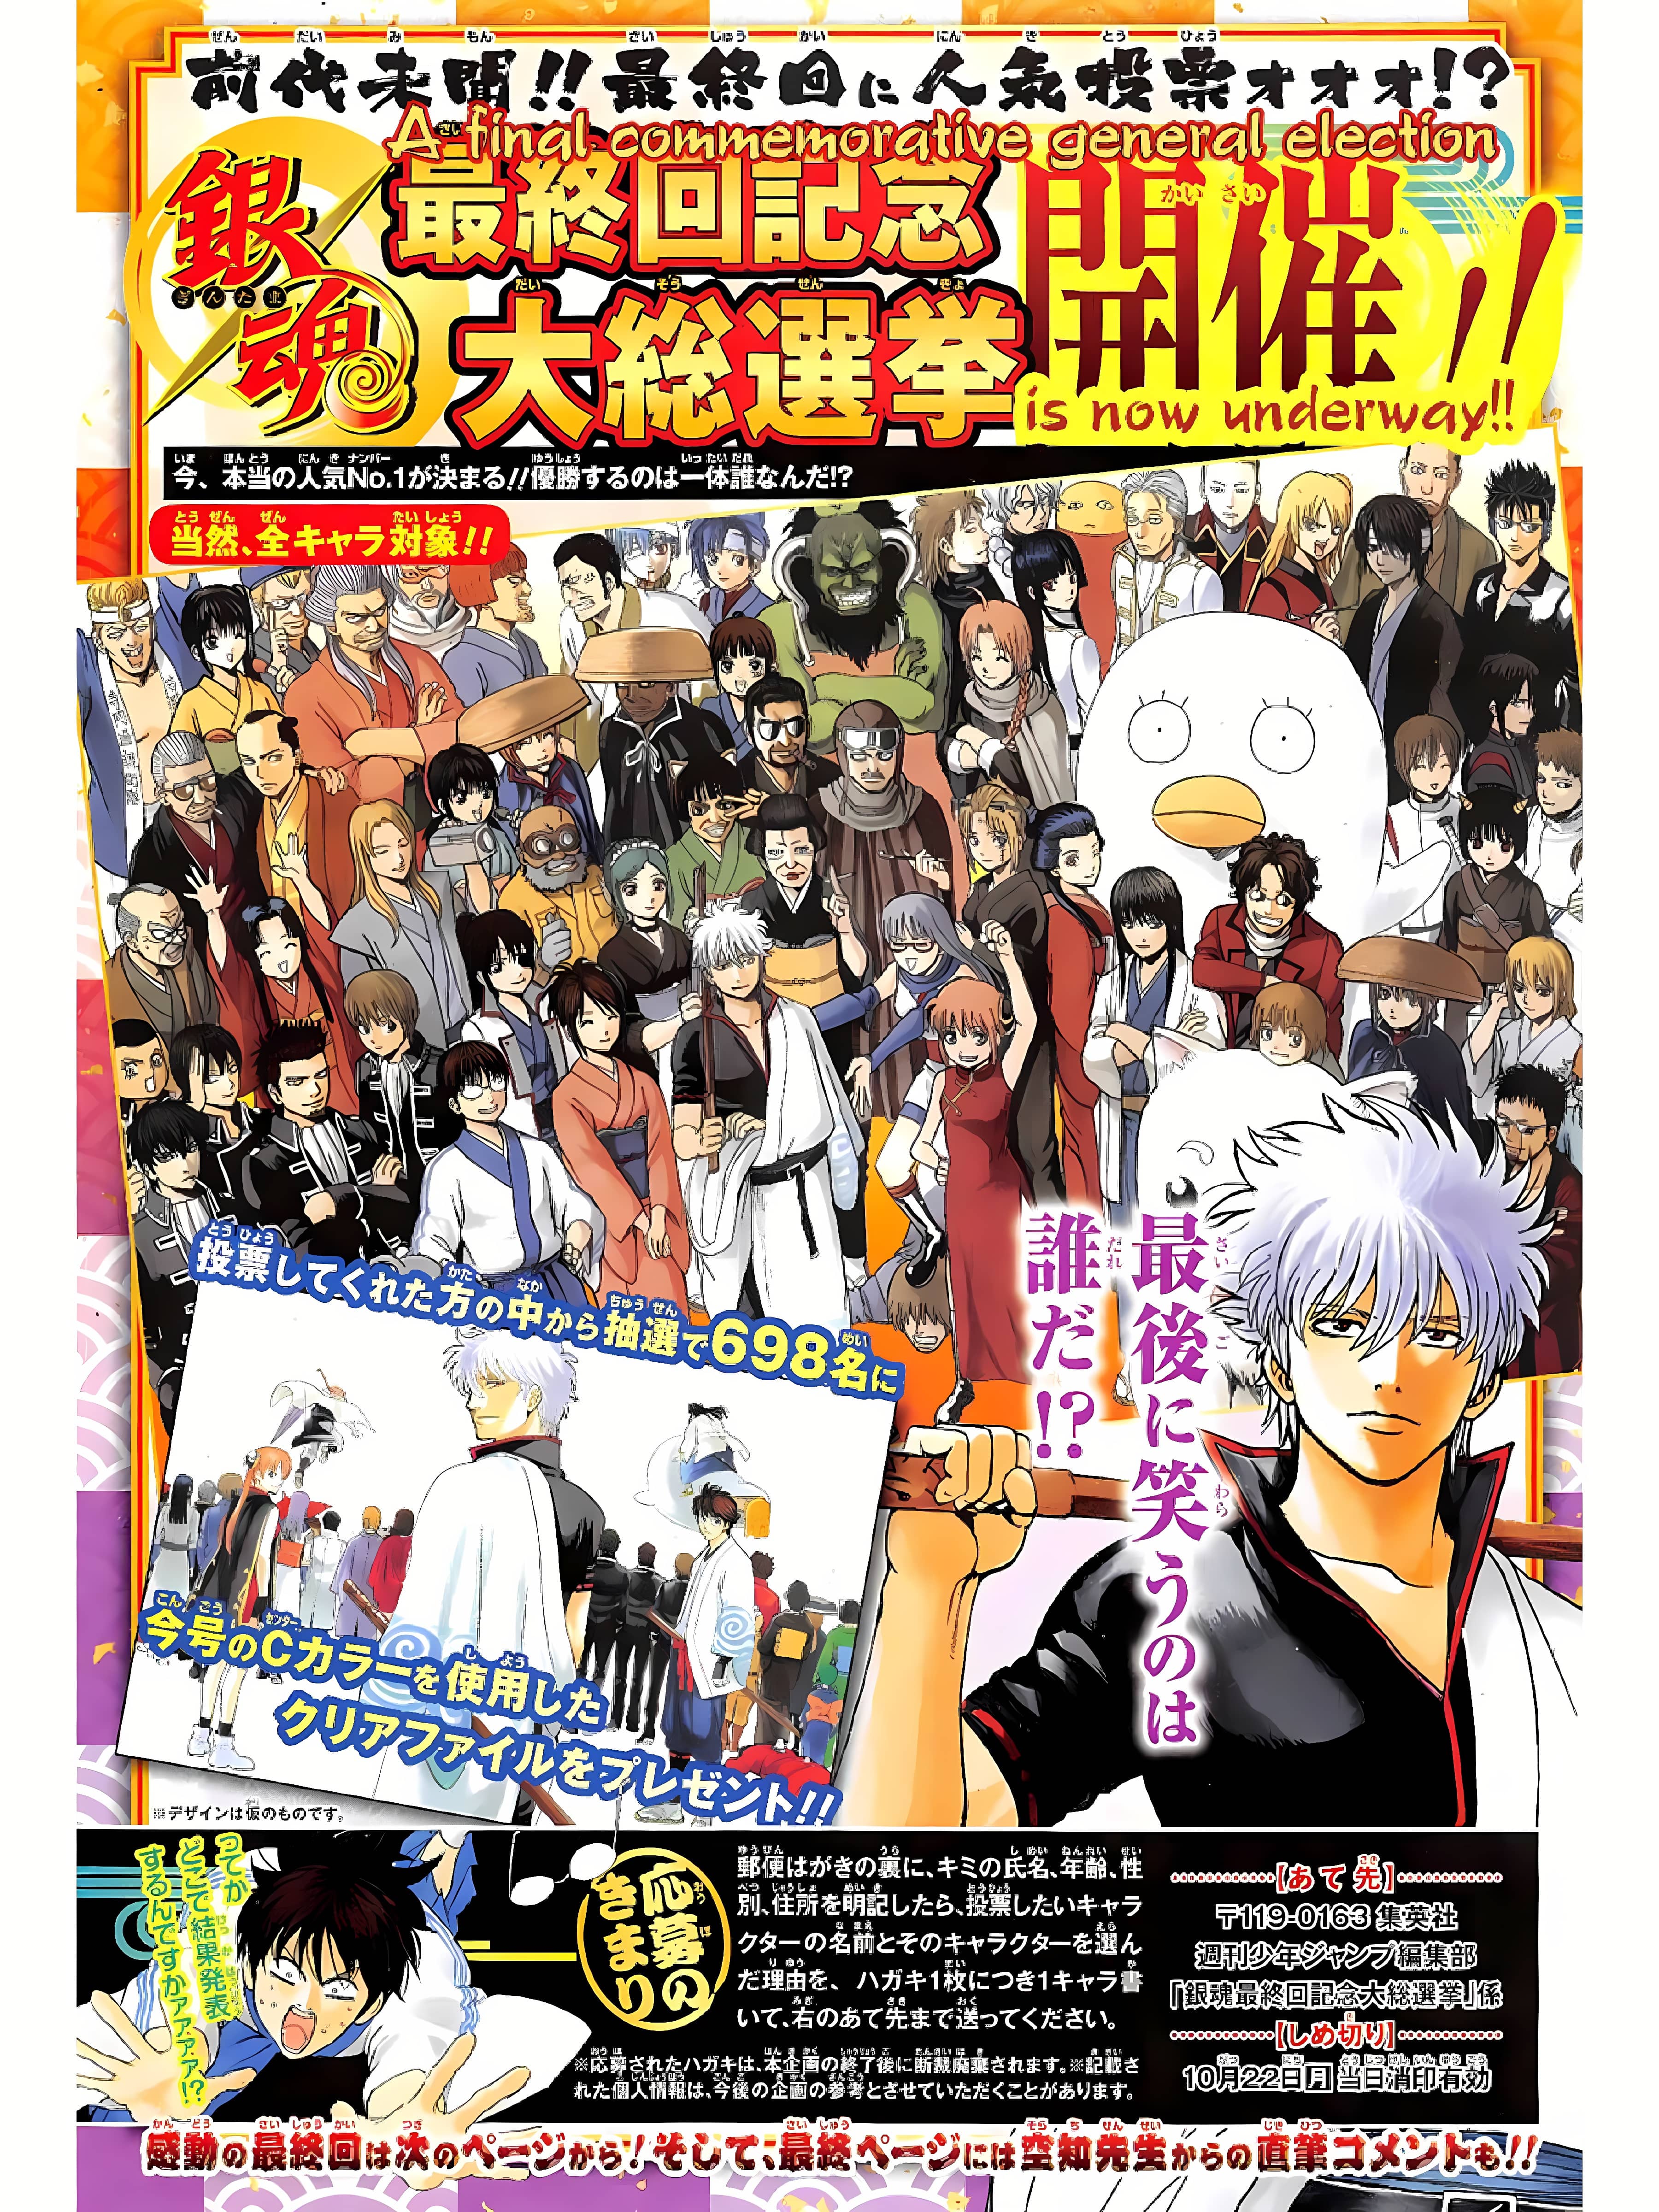 前代未聞!!最終回に人気投票オオオ!?
A final commemorative general election
銀魂
ぎんたま
最終回記念
大総選挙
開催!!
is now underway!!
今、本当の人気No.1が決まる!!優勝するのは一体誰なんだ!?
当然、全キャラ対象!!
投票してくれた方の中から抽選で698名に
今号のCカラーを使用した
クリアファイルをプレゼント!!
※デザインは仮のものです。
最後に笑うのは
誰だ!?
ってか
どこで結果発表
するんですかァァァァ!?
応募の
きまり
郵便はがきの裏に、キミの氏名、年齢、性
別、住所を明記したら、投票したいキャラ
クターの名前とそのキャラクターを選ん
だ理由を、ハガキ1枚につき1キャラ書
いて、右のあて先まで送ってください。
※応募されたハガキは、本企画の終了後に断裁廃棄されます。※記載さ
れた個人情報は、今後の企画の参考とさせていただくことがあります。
【あて先】
〒119-0163 集英社
週刊少年ジャンプ編集部
「銀魂最終回記念大総選挙」係
【しめ切り】
10月22日月 当日消印有効
感動の最終回は次のページから!そして、最終ページには空知先生からの直筆コメントも!!